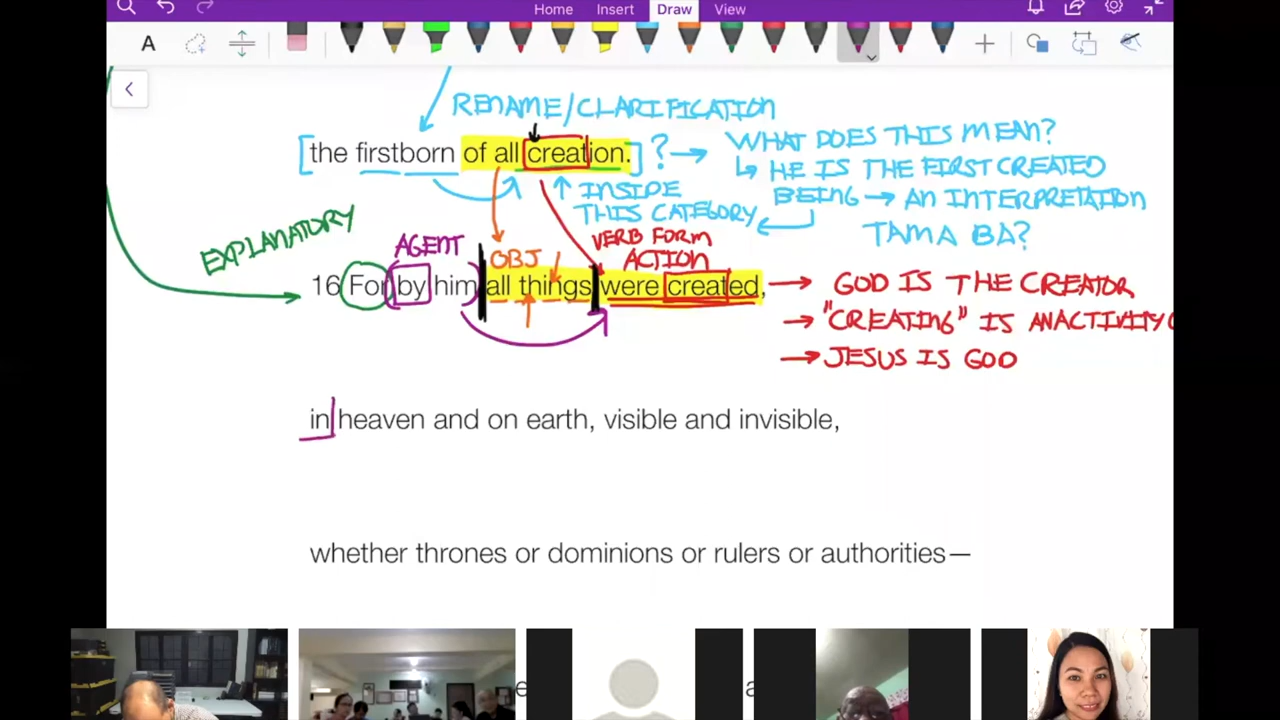 Home Insert Draw View
A
RENAME/CLARIFICATION
[the firstborn of all creation.] ? → WHAT DOES THIS MEAN?
↳ HE IS THE FIRST CREATED
BEING → AN INTERPRETATION
TAMA BA?
↑ INSIDE
THIS CATEGORY
EXPLANATORY
AGENT
OBJ
VERB FORM
ACTION
16 For by him all things were created,
→ GOD IS THE CREATOR
→ "CREATING" IS AN ACTIVITY
→ JESUS IS GOD
in heaven and on earth, visible and invisible,
whether thrones or dominions or rulers or authorities—